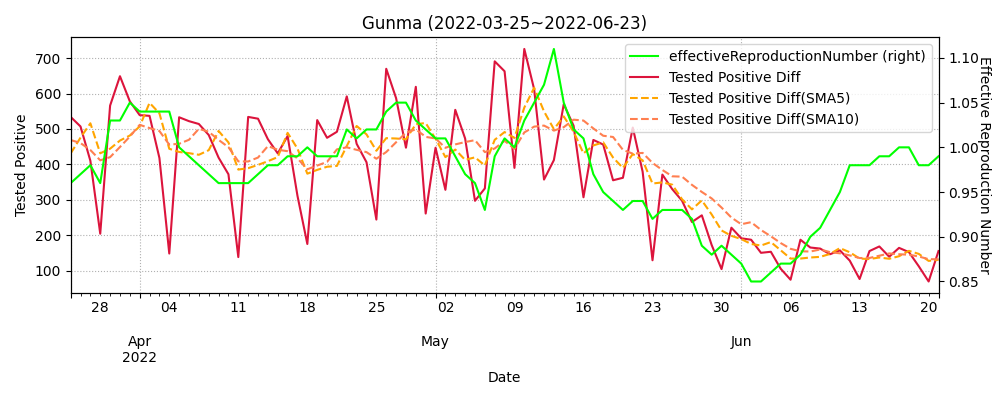 Gunma (2022-03-25~2022-06-23)
effectiveReproductionNumber (right)
Tested Positive Diff
Tested Positive Diff(SMA5)
Tested Positive Diff(SMA10)
Tested Positive
700
600
500
400
300
200
100
1.10
1.05
1.00
0.95
0.90
0.85
Effective Reproduction Number
28 04 11 18 25 02 09 16 23 30 06 13 20
Apr May Jun
2022
Date